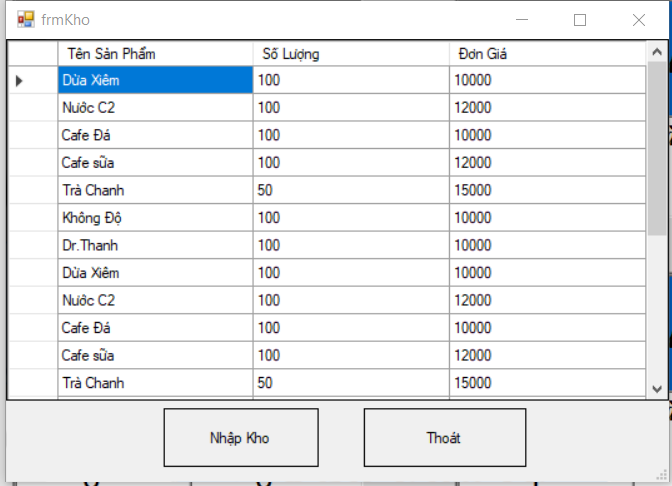 frmKho
Tên Sản Phẩm Số Lượng Đơn Giá
Dừa Xiêm 100 10000
Nước C2 100 12000
Cafe Đá 100 10000
Cafe sữa 100 12000
Trà Chanh 50 15000
Không Độ 100 10000
Dr.Thanh 100 10000
Dừa Xiêm 100 10000
Nước C2 100 12000
Cafe Đá 100 10000
Cafe sữa 100 12000
Trà Chanh 50 15000
Nhập Kho Thoát